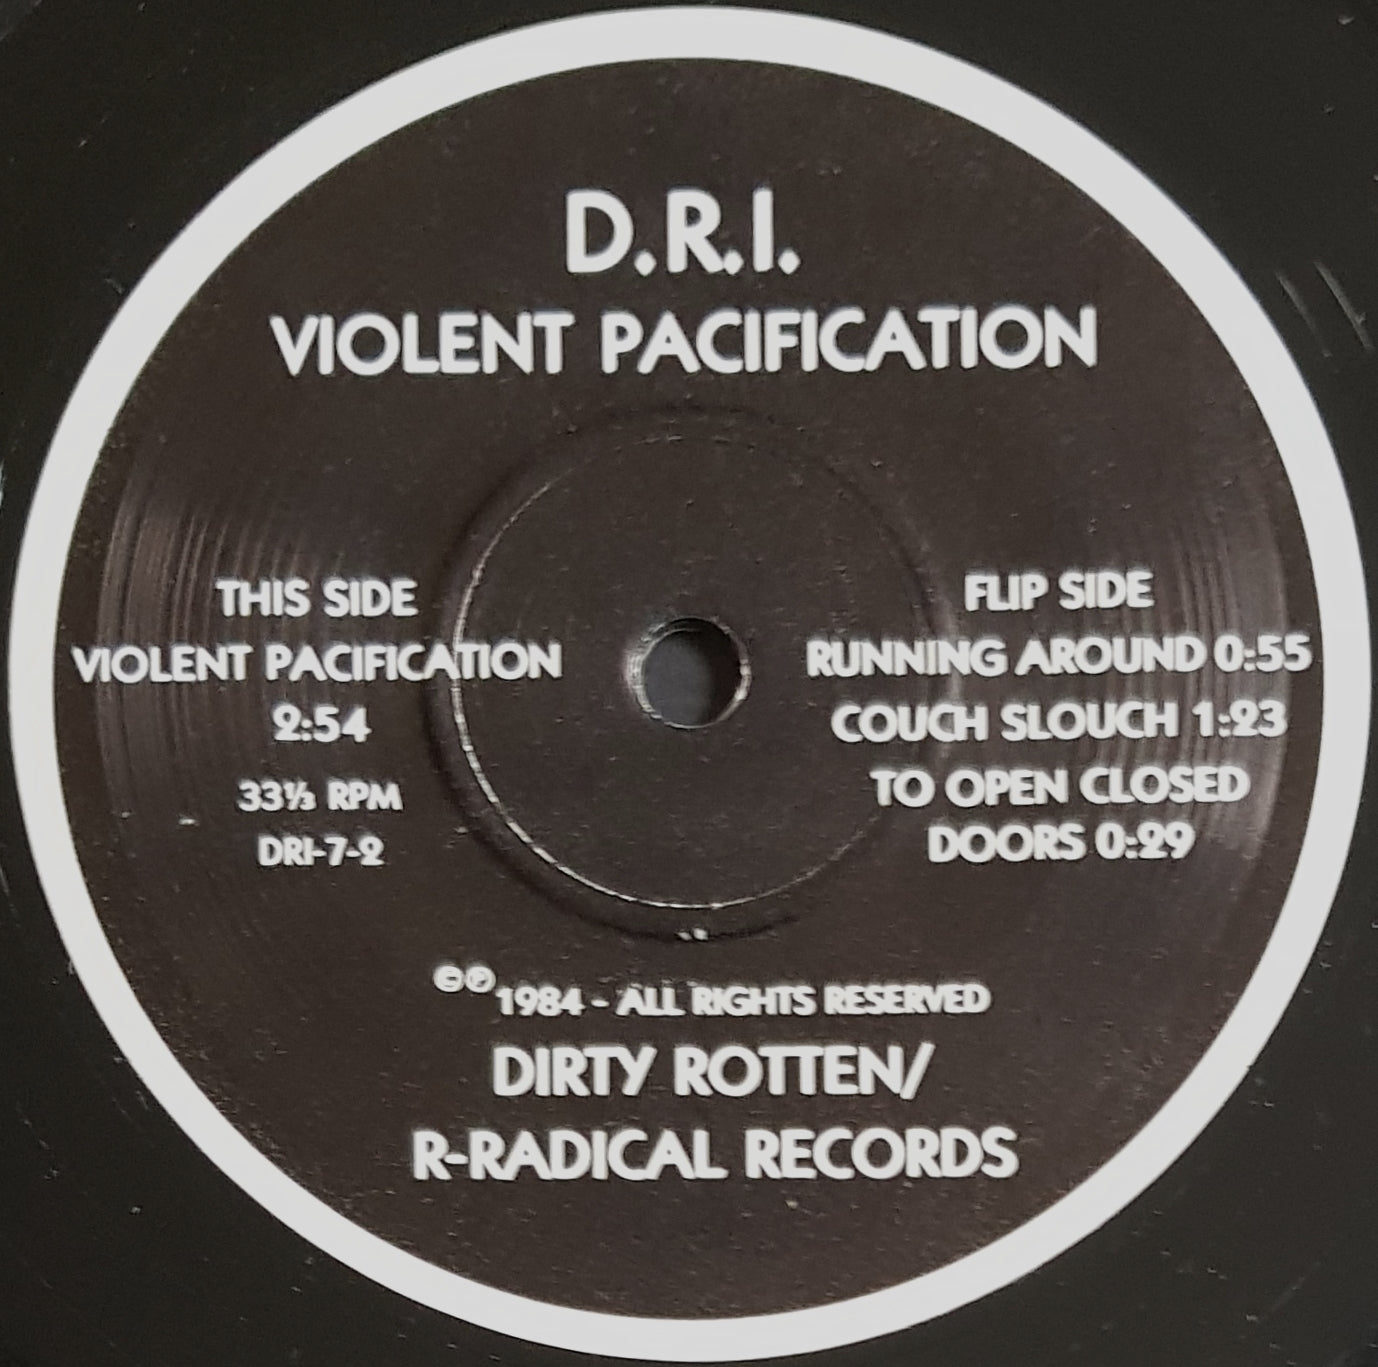 D.R.I.
VIOLENT PACIFICATION
THIS SIDE
VIOLENT PACIFICATION
2:54
33⅓ RPM
DRI-7-2
FLIP SIDE
RUNNING AROUND 0:55
COUCH SLOUCH 1:23
TO OPEN CLOSED
DOORS 0:29
©℗ 1984 - ALL RIGHTS RESERVED
DIRTY ROTTEN/
R-RADICAL RECORDS